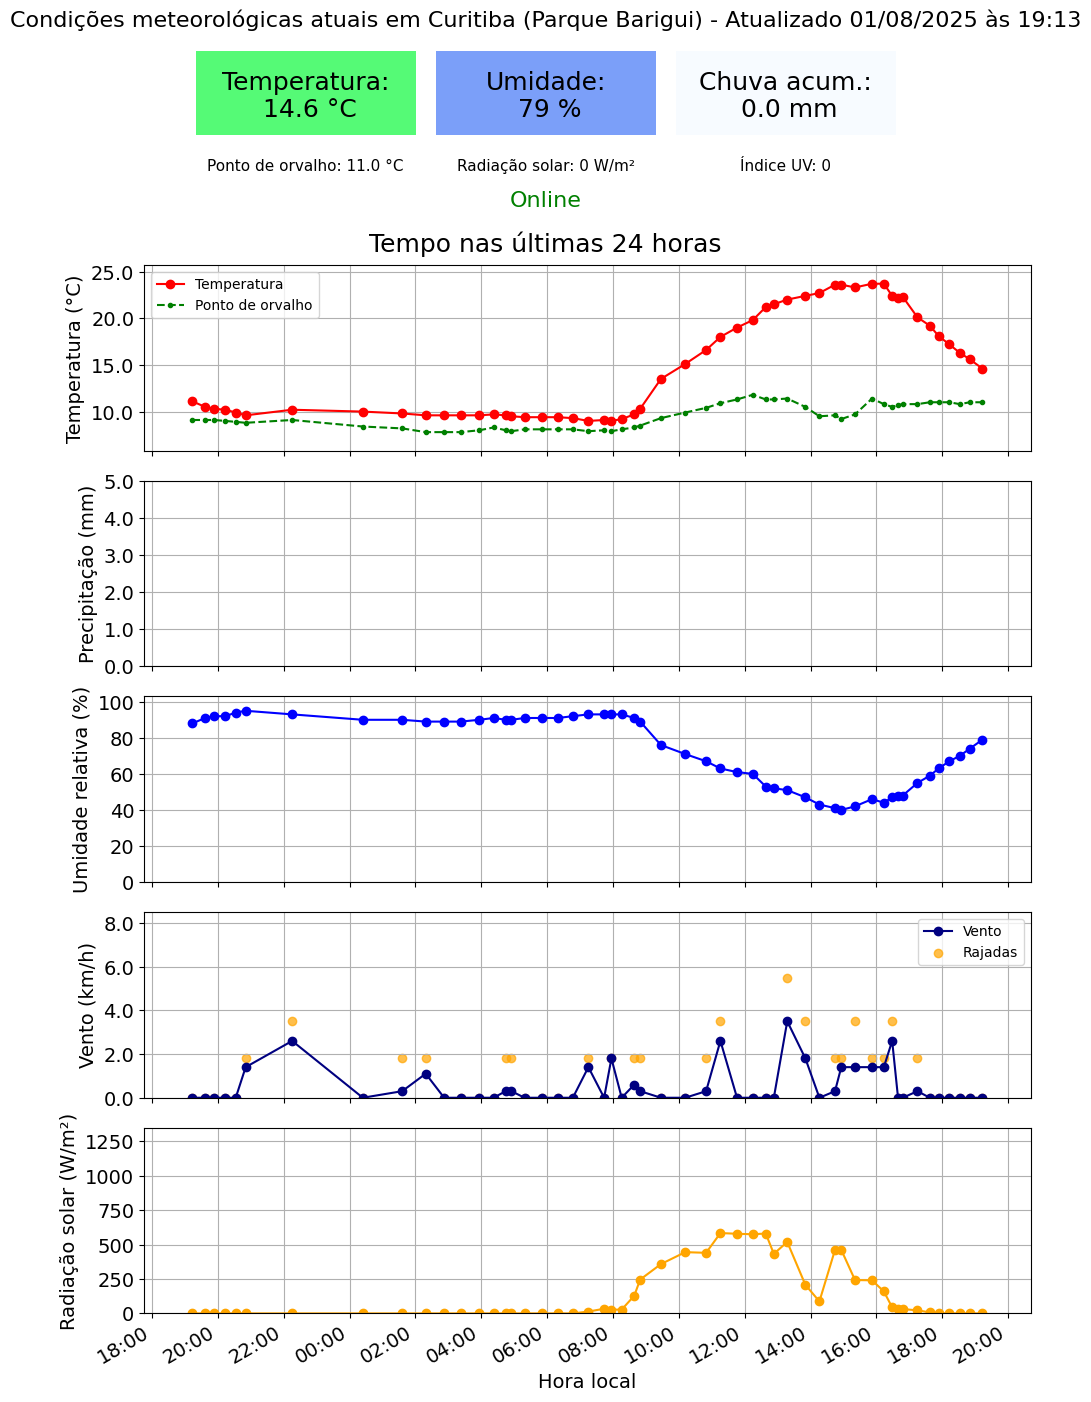 Condições meteorológicas atuais em Curitiba (Parque Barigui) - Atualizado 01/08/2025 às 19:13
Temperatura:
14.6 °C
Umidade:
79 %
Chuva acum.:
0.0 mm
Ponto de orvalho: 11.0 °C
Radiação solar: 0 W/m²
Índice UV: 0
Online
Tempo nas últimas 24 horas
Temperatura (°C)
25.0
20.0
15.0
10.0
Temperatura
Ponto de orvalho
Precipitação (mm)
5.0
4.0
3.0
2.0
1.0
0.0
Umidade relativa (%)
100
80
60
40
20
0
Vento (km/h)
8.0
6.0
4.0
2.0
0.0
Vento
Rajadas
Radiação solar (W/m²)
1250
1000
750
500
250
0
18:00
20:00
22:00
00:00
02:00
04:00
06:00
08:00
10:00
12:00
14:00
16:00
18:00
20:00
Hora local